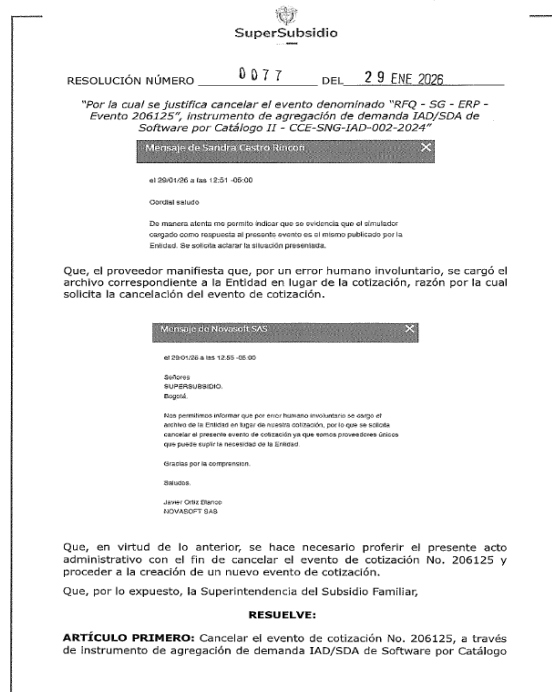 SuperSubsidio
RESOLUCIÓN NÚMERO 0077 DEL 29 ENE 2026
"Por la cual se justifica cancelar el evento denominado "RFQ - SG - ERP -
Evento 206125", instrumento de agregación de demanda IAD/SDA de
Software por Catálogo II - CCE-SNG-IAD-002-2024"
Mensaje de Sandra Castro Rincon
el 29/01/26 a las 12:51 -05:00
Cordial saludo
De manera atenta me permito indicar que se evidencia que el simulador
cargado como respuesta al presente evento es el mismo publicado por la
Entidad. Se solicita aclarar la situación presentada.
Que, el proveedor manifiesta que, por un error humano involuntario, se cargó el
archivo correspondiente a la Entidad en lugar de la cotización, razón por la cual
solicita la cancelación del evento de cotización.
Mensaje de Novasoft SAS
el 29/01/26 a las 12:55 -05:00
Señores
SUPERSUBSIDIO.
Bogotá.
Nos permitimos informar que por error humano involuntario se cargo el
archivo de la Entidad en lugar de nuestra cotización, por lo que se solicita
cancelar el presente evento de cotización ya que somos proveedores únicos
que puede suplir la necesidad de la Entidad.
Gracias por la comprensión.
Saludos.
Javier Ortiz Blanco
NOVASOFT SAS
Que, en virtud de lo anterior, se hace necesario proferir el presente acto
administrativo con el fin de cancelar el evento de cotización No. 206125 y
proceder a la creación de un nuevo evento de cotización.
Que, por lo expuesto, la Superintendencia del Subsidio Familiar,
RESUELVE:
ARTÍCULO PRIMERO: Cancelar el evento de cotización No. 206125, a través
de instrumento de agregación de demanda IAD/SDA de Software por Catálogo